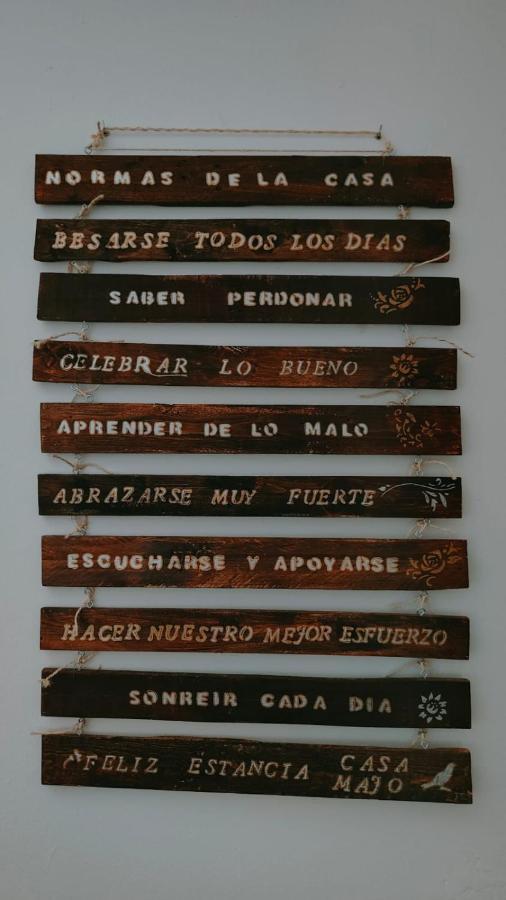 NORMAS DE LA CASA
BESARSE TODOS LOS DIAS
SABER PERDONAR
CELEBRAR LO BUENO
APRENDER DE LO MALO
ABRAZARSE MUY FUERTE
ESCUCHARSE Y APOYARSE
HACER NUESTRO MEJOR ESFUERZO
SONREIR CADA DIA
FELIZ ESTANCIA CASA
MAJO